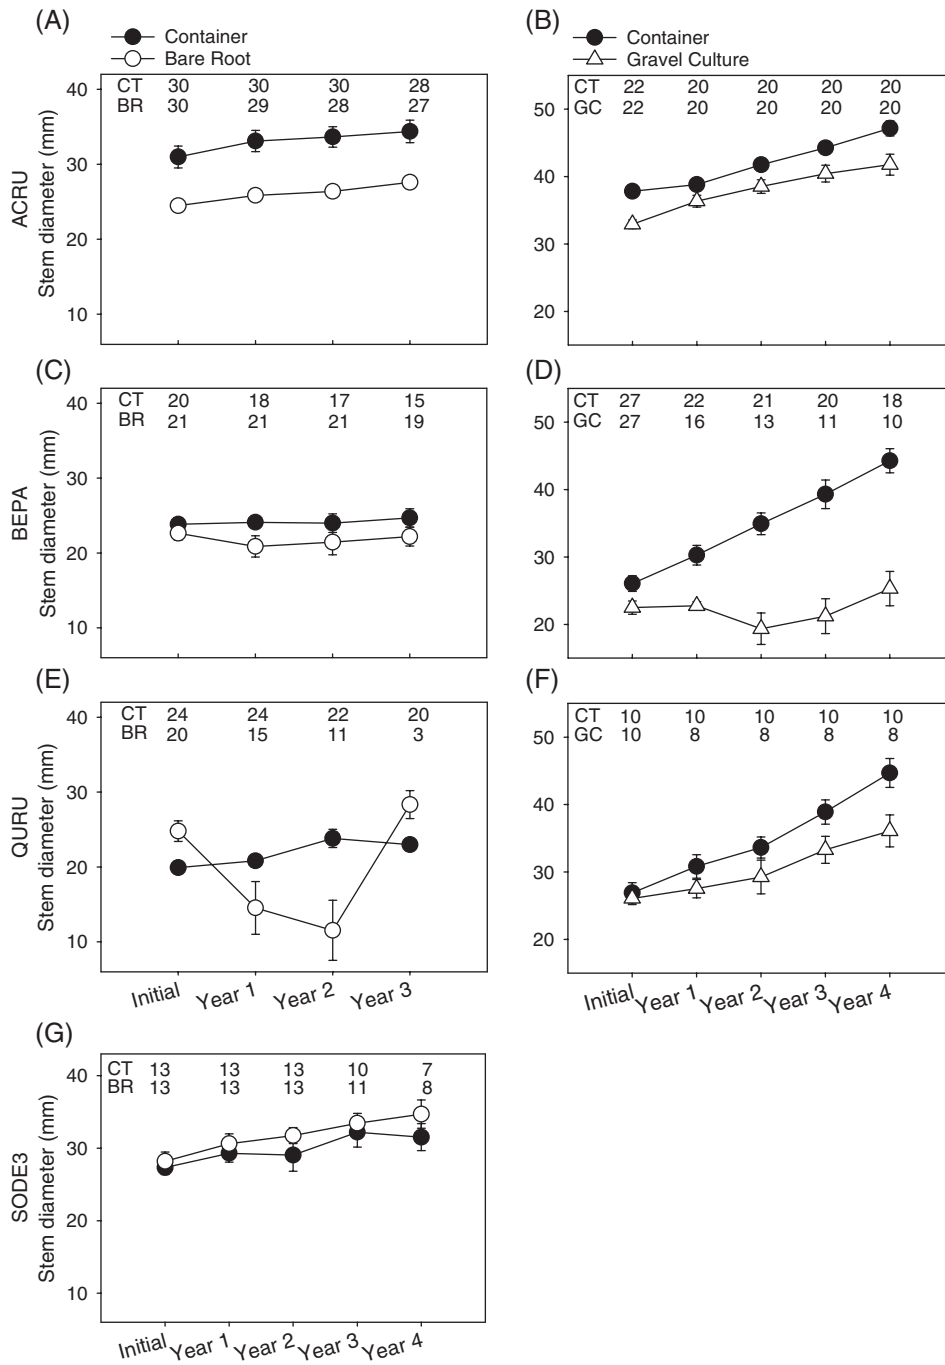 (A)
Container
Bare Root
CT 30 30 30 28
BR 30 29 28 27
40
30
20
10
ACRU
Stem diameter (mm)
(B)
Container
Gravel Culture
CT 22 20 20 20 20
GC 22 20 20 20 20
50
40
30
20
(C)
CT 20 18 17 15
BR 21 21 21 19
40
30
20
10
BEPA
Stem diameter (mm)
(D)
CT 27 22 21 20 18
GC 27 16 13 11 10
50
40
30
20
(E)
CT 24 24 22 20
BR 20 15 11 3
40
30
20
10
QURU
Stem diameter (mm)
Initial Year 1 Year 2 Year 3
(F)
CT 10 10 10 10 10
GC 10 8 8 8 8
50
40
30
20
Initial Year 1 Year 2 Year 3 Year 4
(G)
CT 13 13 13 10 7
BR 13 13 13 11 8
40
30
20
10
SODE3
Stem diameter (mm)
Initial Year 1 Year 2 Year 3 Year 4